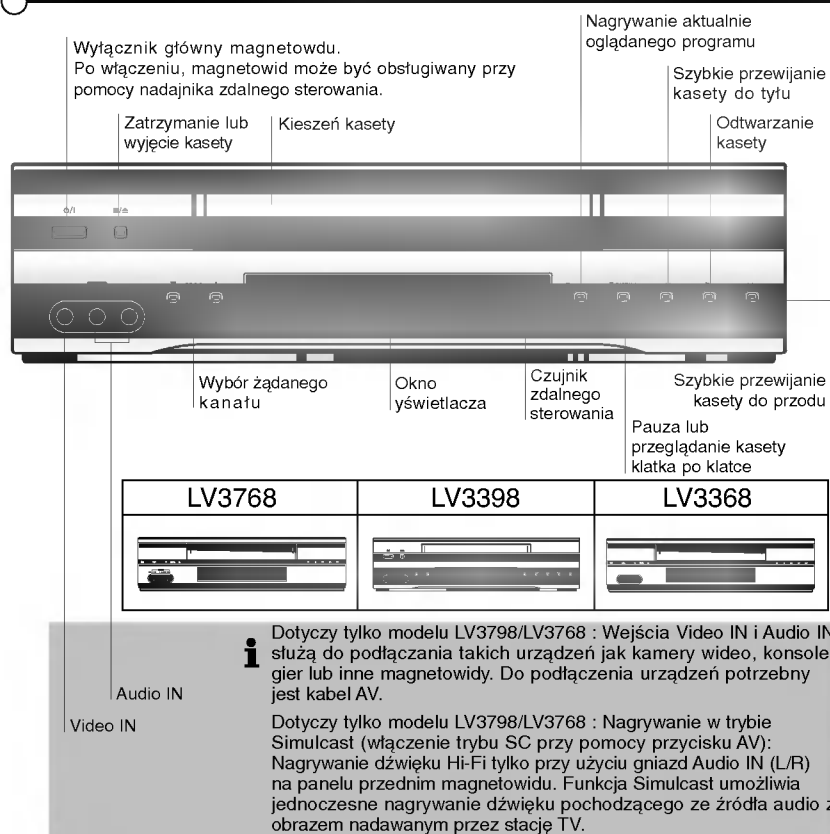 Nagrywanie aktualnie
oglądanego programu
Wyłącznik główny magnetowdu.
Po włączeniu, magnetowid może być obsługiwany przy
pomocy nadajnika zdalnego sterowania.
Szybkie przewijanie
kasety do tyłu
Zatrzymanie lub
wyjęcie kasety
Kieszeń kasety
Odtwarzanie
kasety
Wybór żądanego
kanału
Okno
yświetlacza
Czujnik
zdalnego
sterowania
Szybkie przewijanie
kasety do przodu
Pauza lub
przeglądanie kasety
klatka po klatce
LV3768
LV3398
LV3368
Dotyczy tylko modelu LV3798/LV3768 : Wejścia Video IN i Audio IN
służą do podłączania takich urządzeń jak kamery wideo, konsole
gier lub inne magnetowidy. Do podłączenia urządzeń potrzebny
jest kabel AV.
Audio IN
Video IN
Dotyczy tylko modelu LV3798/LV3768 : Nagrywanie w trybie
Simulcast (włączenie trybu SC przy pomocy przycisku AV):
Nagrywanie dźwięku Hi-Fi tylko przy użyciu gniazd Audio IN (L/R)
na panelu przednim magnetowidu. Funkcja Simulcast umożliwia
jednoczesne nagrywanie dźwięku pochodzącego ze źródła audio z
obrazem nadawanym przez stację TV.